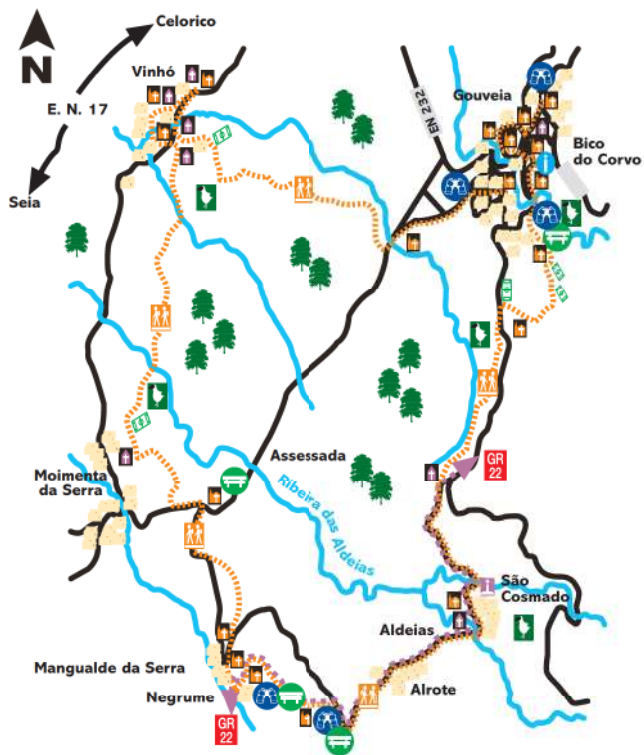 Celorico
N
Vinhó
E. N. 17
Seia
EN 232
Gouveia
Bico
do Corvo
Assessada
GR
22
Moimenta
da Serra
Ribeira das Aldeias
São
Cosmado
Aldeias
Mangualde da Serra
Alrote
Negrume
GR
22